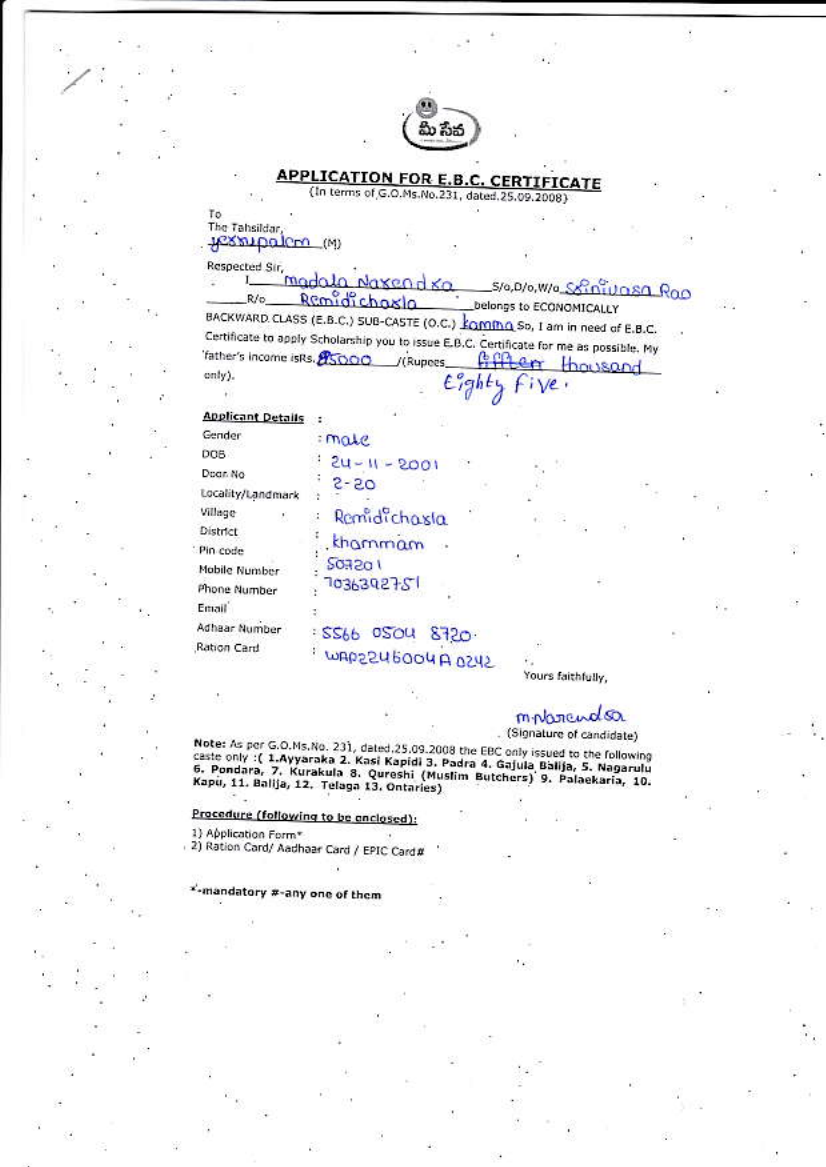 మీ సేవ
APPLICATION FOR E.B.C. CERTIFICATE
(In terms of G.O.Ms.No.231, dated.25.09.2008)
To
The Tahsildar,
yerrupalem (M)
Respected Sir,
I madala Narendra S/o,D/o,W/o Srinivasa Rao
R/o Remidicharla belongs to ECONOMICALLY
BACKWARD CLASS (E.B.C.) SUB-CASTE (O.C.) kamma So, I am in need of E.B.C.
Certificate to apply Scholarship you to issue E.B.C. Certificate for me as possible. My
father's income isRs. 85000 /(Rupees thousand
only). Eighty five.
Applicant Details :
Gender : male
DOB : 24-11-2001
Door No : 2-20
Locality/Landmark :
Village : Remidicharla
District : khammam
Pin code : 507201
Mobile Number : 7036392751
Phone Number :
Email :
Adhaar Number : 5566 0504 8720
Ration Card : WAP2246004A0242
Yours faithfully,
m.Narendra
(Signature of candidate)
Note: As per G.O.Ms.No. 231, dated.25.09.2008 the EBC only issued to the following
caste only :( 1.Ayyaraka 2. Kasi Kapidi 3. Padra 4. Gajula Balija, 5. Nagarulu
6. Pondara, 7. Kurakula 8. Qureshi (Muslim Butchers) 9. Palaekaria, 10.
Kapu, 11. Balija, 12. Telaga 13. Ontaries)
Procedure (following to be enclosed):
1) Application Form*
2) Ration Card/ Aadhaar Card / EPIC Card#
*-mandatory #-any one of them